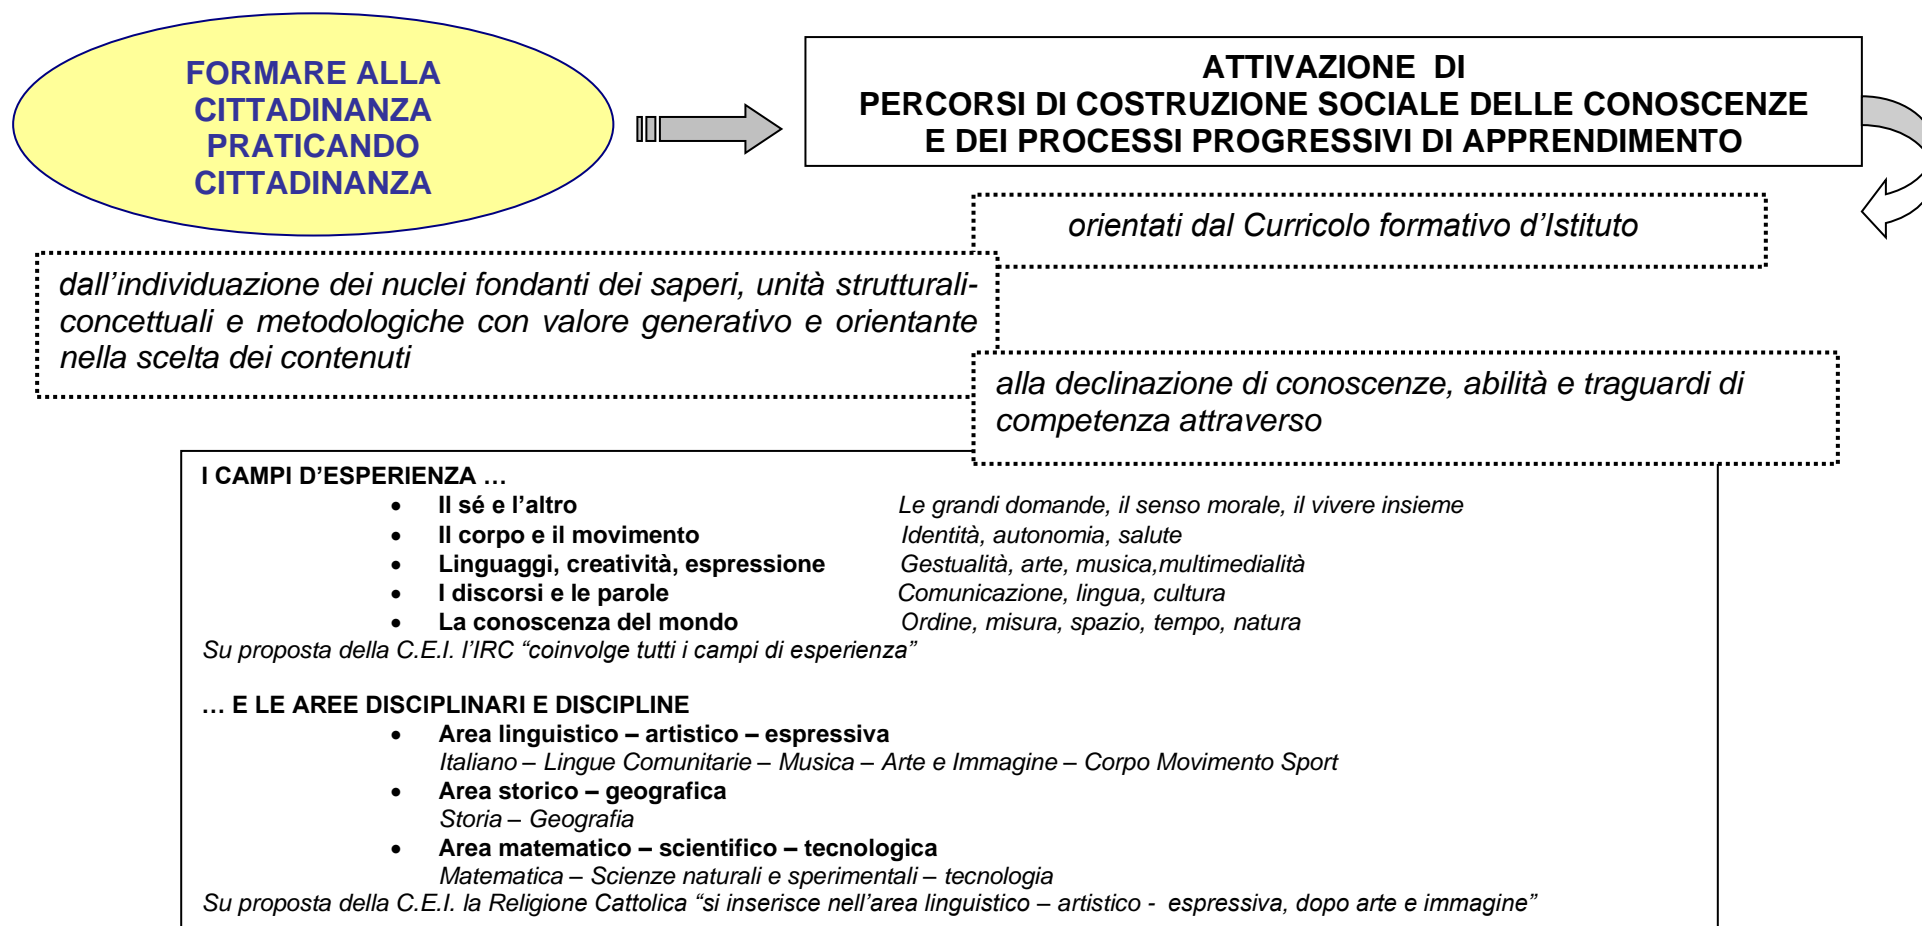 FORMARE ALLA
CITTADINANZA
PRATICANDO
CITTADINANZA
ATTIVAZIONE DI
PERCORSI DI COSTRUZIONE SOCIALE DELLE CONOSCENZE
E DEI PROCESSI PROGRESSIVI DI APPRENDIMENTO
orientati dal Curricolo formativo d’Istituto
dall’individuazione dei nuclei fondanti dei saperi, unità strutturali-
concettuali e metodologiche con valore generativo e orientante
nella scelta dei contenuti
alla declinazione di conoscenze, abilità e traguardi di
competenza attraverso
I CAMPI D’ESPERIENZA …
• Il sé e l’altro Le grandi domande, il senso morale, il vivere insieme
• Il corpo e il movimento Identità, autonomia, salute
• Linguaggi, creatività, espressione Gestualità, arte, musica,multimedialità
• I discorsi e le parole Comunicazione, lingua, cultura
• La conoscenza del mondo Ordine, misura, spazio, tempo, natura
Su proposta della C.E.I. l’IRC “coinvolge tutti i campi di esperienza”
… E LE AREE DISCIPLINARI E DISCIPLINE
• Area linguistico – artistico – espressiva
Italiano – Lingue Comunitarie – Musica – Arte e Immagine – Corpo Movimento Sport
• Area storico – geografica
Storia – Geografia
• Area matematico – scientifico – tecnologica
Matematica – Scienze naturali e sperimentali – tecnologia
Su proposta della C.E.I. la Religione Cattolica “si inserisce nell’area linguistico – artistico - espressiva, dopo arte e immagine”